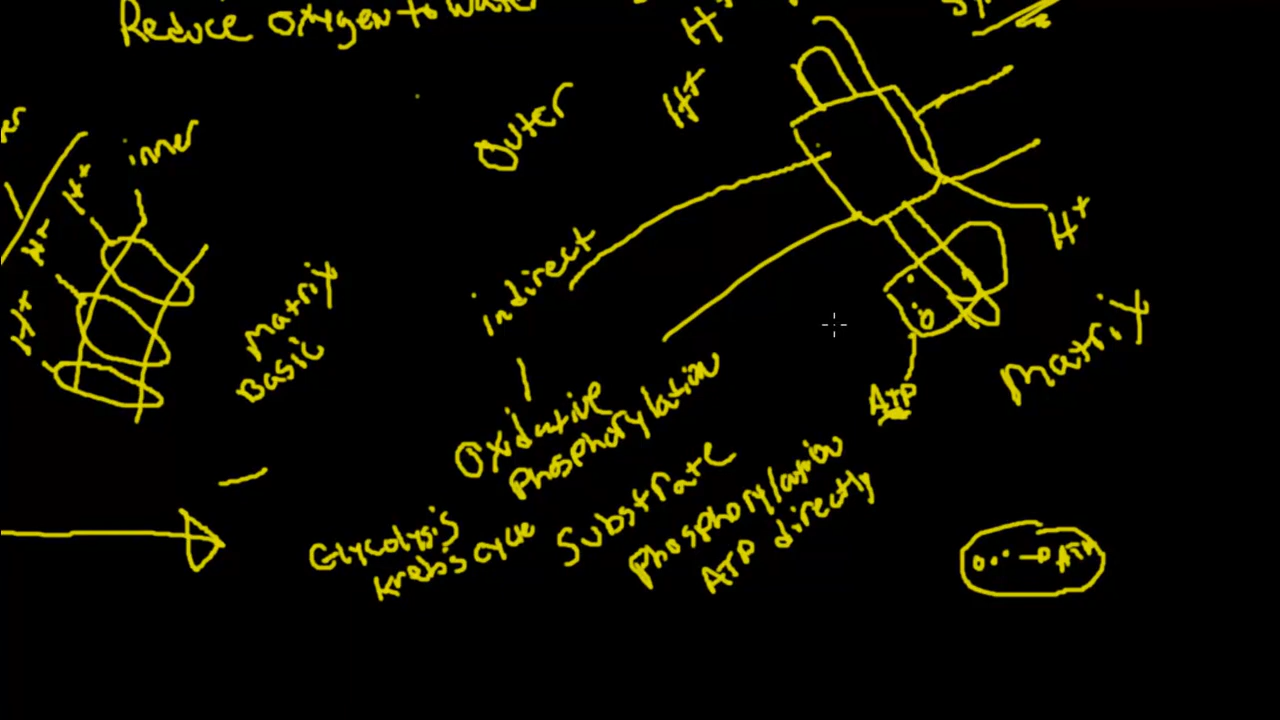 Reduce Oxygen to Water
H+
H+
Outer
inner
H+
H+
H+
Matrix
Basic
indirect
H+
Matrix
ATP
Oxidative
Phosphorylation
Glycolysis
Krebs cycle
Substrate
Phosphorylation
ATP directly
ATP